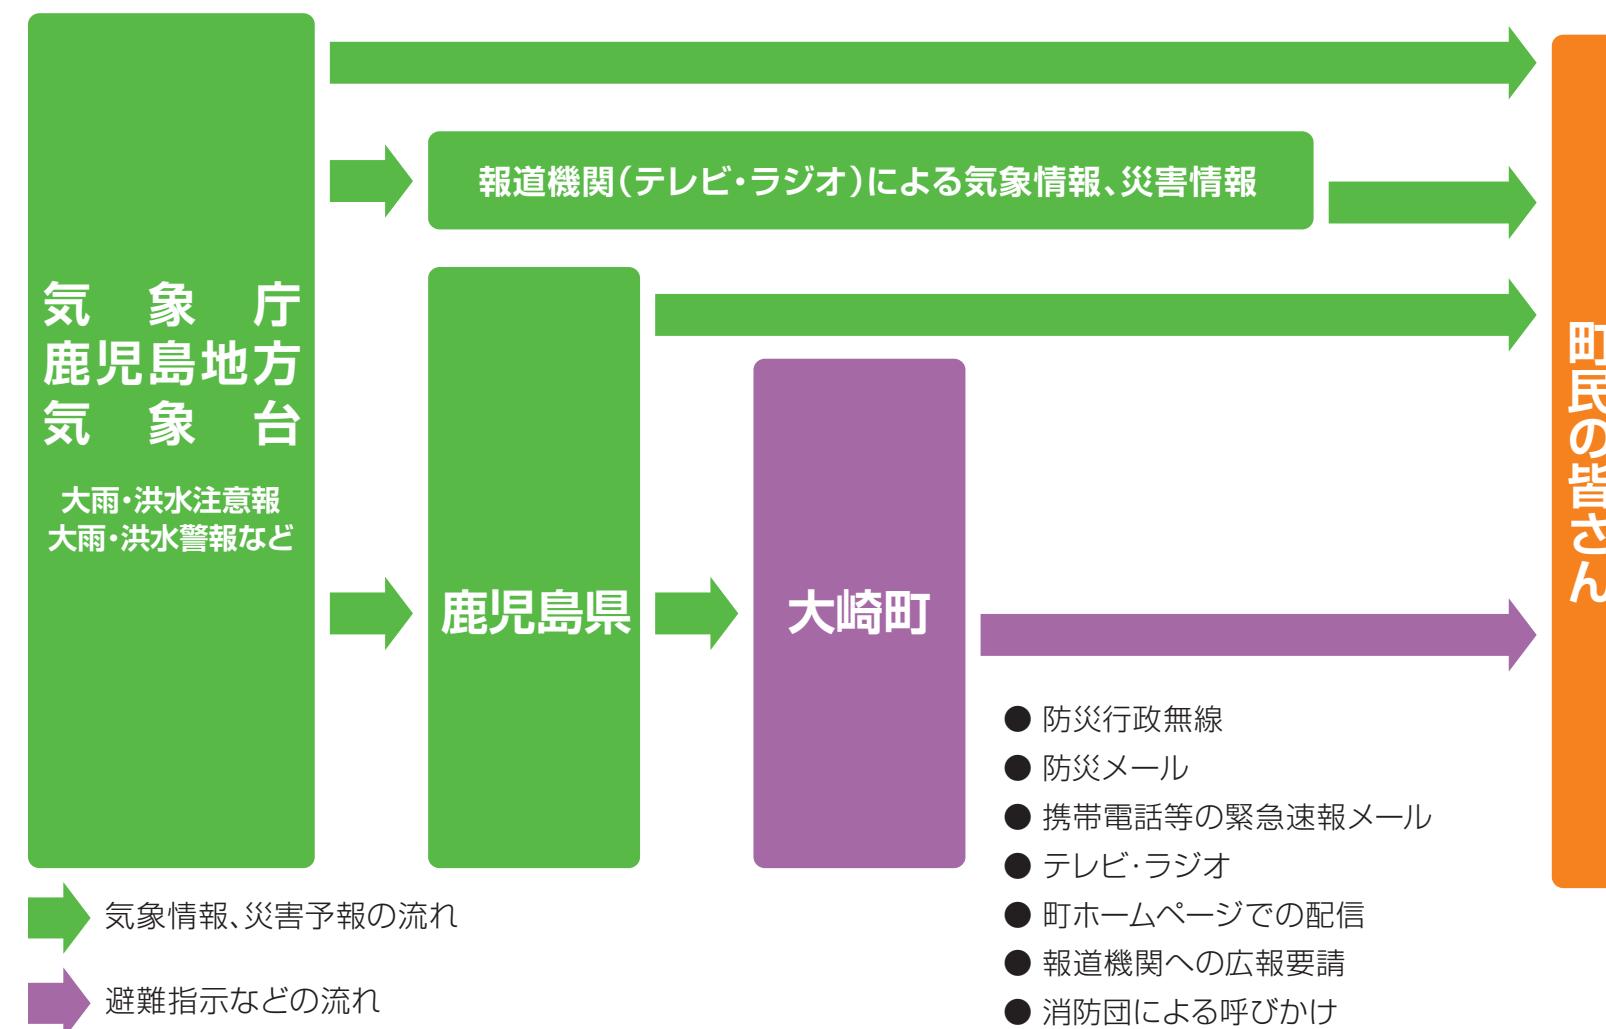 気象庁
鹿児島地方
気象台
大雨・洪水注意報
大雨・洪水警報など
報道機関(テレビ・ラジオ)による気象情報、災害情報
鹿児島県
大崎町
町民の皆さん
● 防災行政無線
● 防災メール
● 携帯電話等の緊急速報メール
● テレビ・ラジオ
● 町ホームページでの配信
● 報道機関への広報要請
● 消防団による呼びかけ
気象情報、災害予報の流れ
避難指示などの流れ